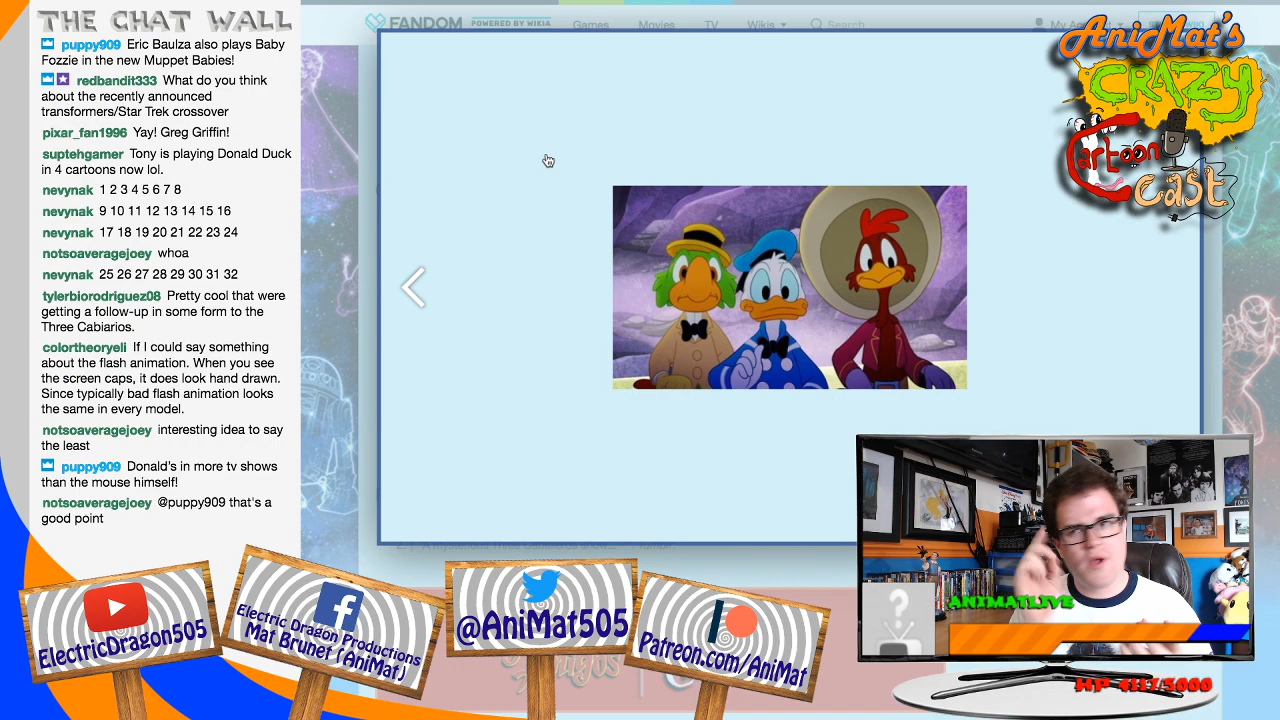 THE CHAT WALL
puppy909 Eric Baulza also plays Baby
Fozzie in the new Muppet Babies!
redbandit333 What do you think
about the recently announced
transformers/Star Trek crossover
pixar_fan1996 Yay! Greg Griffin!
suptehgamer Tony is playing Donald Duck
in 4 cartoons now lol.
nevynak 1 2 3 4 5 6 7 8
nevynak 9 10 11 12 13 14 15 16
nevynak 17 18 19 20 21 22 23 24
notsoaveragejoey whoa
nevynak 25 26 27 28 29 30 31 32
tylerbiorodriguez08 Pretty cool that were
getting a follow-up in some form to the
Three Cabiarios.
colortheoryeli If I could say something
about the flash animation. When you see
the screen caps, it does look hand drawn.
Since typically bad flash animation looks
the same in every model.
notsoaveragejoey interesting idea to say
the least
puppy909 Donald's in more tv shows
than the mouse himself!
notsoaveragejoey @puppy909 that's a
good point
FANDOM POWERED BY WIKIA Games Movies TV Wikis Search My
AniMat's
CRAZY
Cartoon
Cast
ANIMATLIVE
HP 4117/5000
ElectricDragon505
Electric Dragon Productions
Mat Brunet (AniMat)
@AniMat505
Patreon.com/AniMat
Amigos